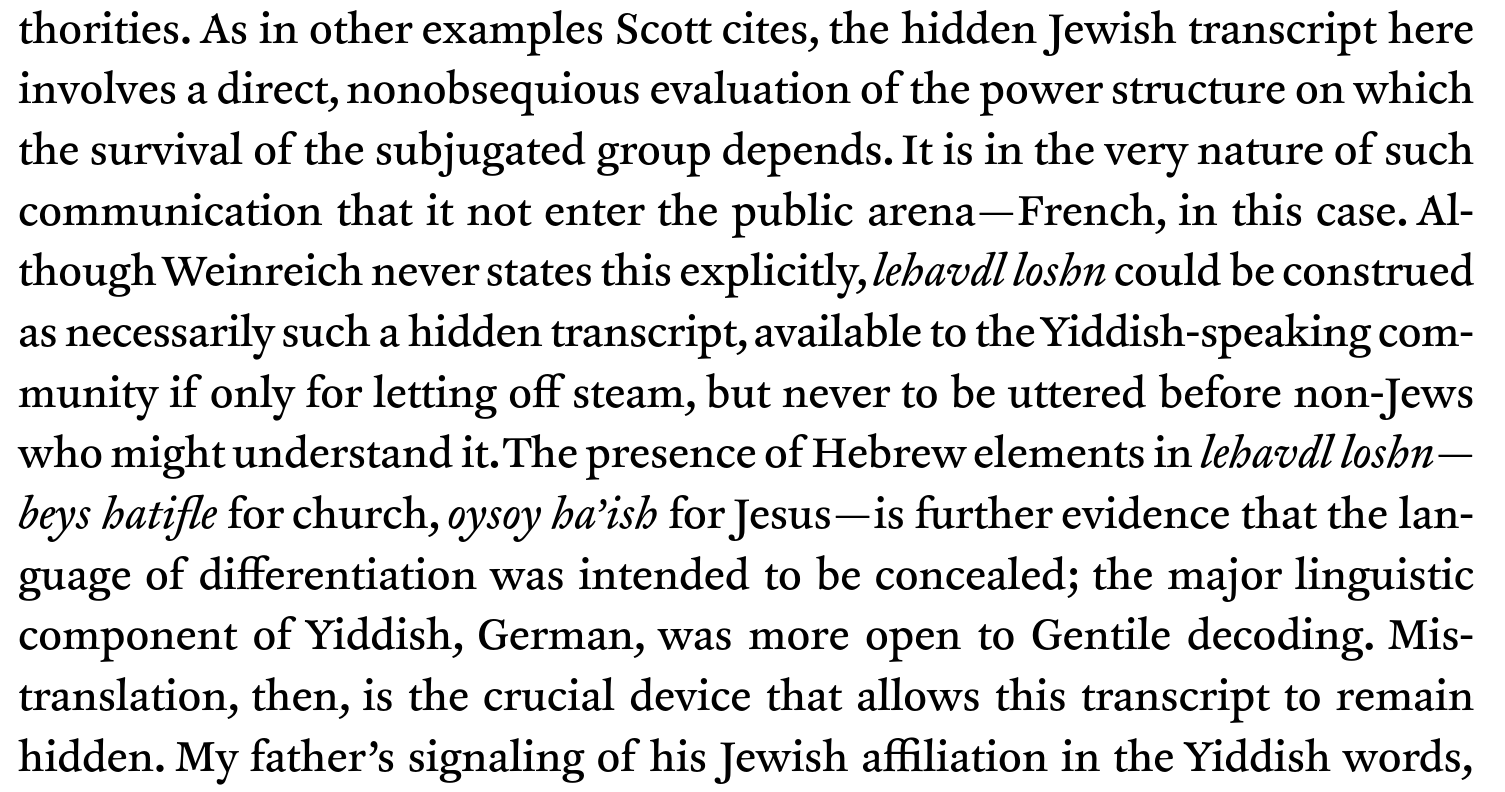 thorities. As in other examples Scott cites, the hidden Jewish transcript here
involves a direct, nonobsequious evaluation of the power structure on which
the survival of the subjugated group depends. It is in the very nature of such
communication that it not enter the public arena—French, in this case. Al-
though Weinreich never states this explicitly, lehavdl loshn could be construed
as necessarily such a hidden transcript, available to the Yiddish-speaking com-
munity if only for letting off steam, but never to be uttered before non-Jews
who might understand it. The presence of Hebrew elements in lehavdl loshn—
beys hatifle for church, oysoy ha’ish for Jesus—is further evidence that the lan-
guage of differentiation was intended to be concealed; the major linguistic
component of Yiddish, German, was more open to Gentile decoding. Mis-
translation, then, is the crucial device that allows this transcript to remain
hidden. My father’s signaling of his Jewish affiliation in the Yiddish words,